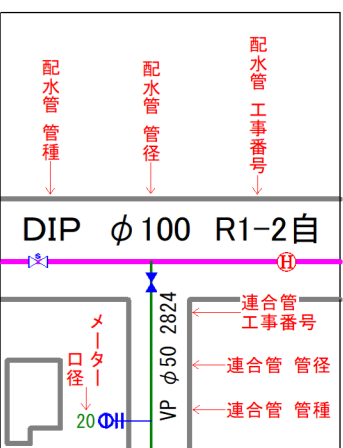 配水管 管種
配水管 管径
配水管 工事番号
DIP φ100 R1-2自
S
H
連合管
工事番号
VP φ50 2824
連合管 管径
連合管 管種
メーター
口径
20